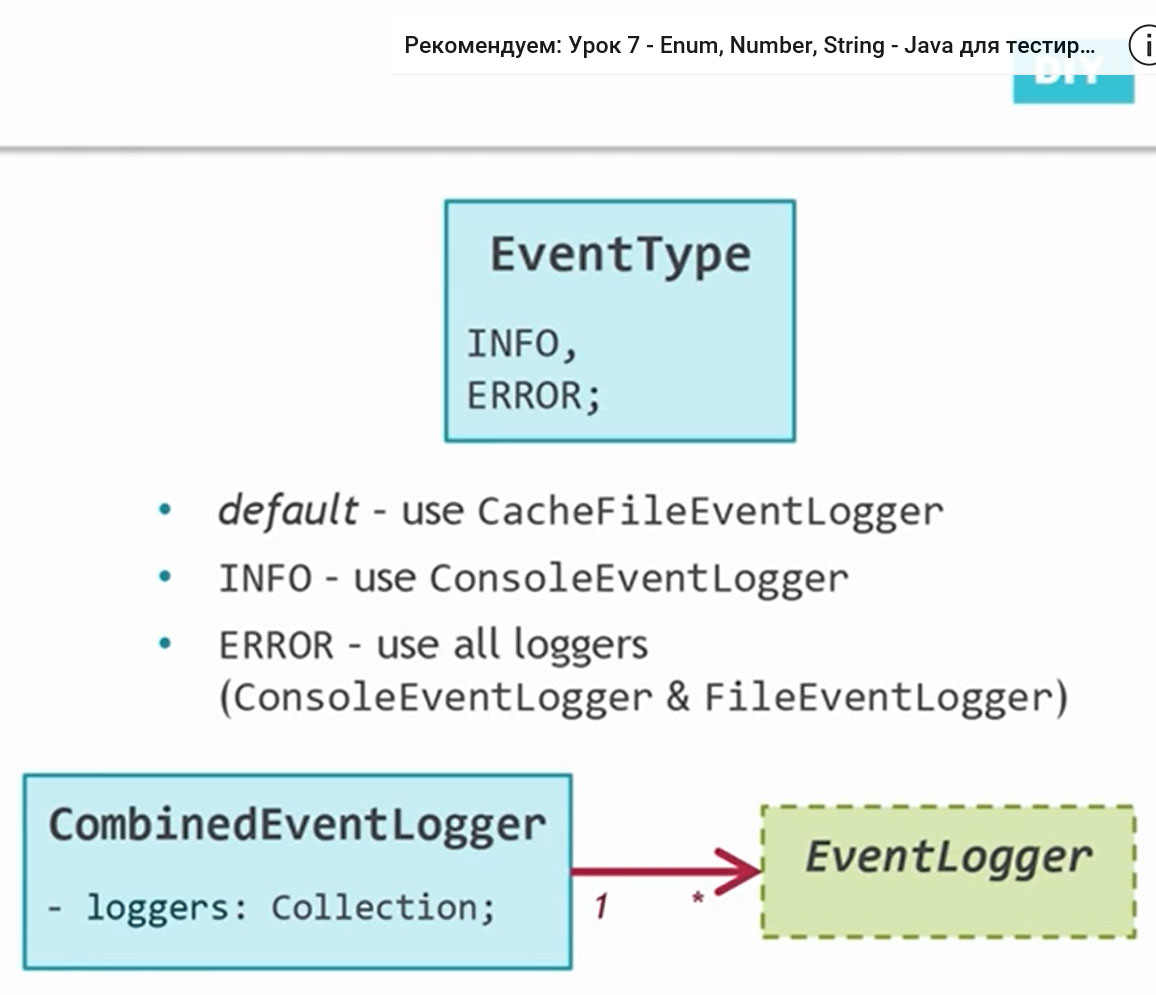 Рекомендуем: Урок 7 - Enum, Number, String - Java для тестир...
DIY
EventType
INFO,
ERROR;
• default - use CacheFileEventLogger
• INFO - use ConsoleEventLogger
• ERROR - use all loggers
(ConsoleEventLogger & FileEventLogger)
CombinedEventLogger
- loggers: Collection;
1 *
EventLogger